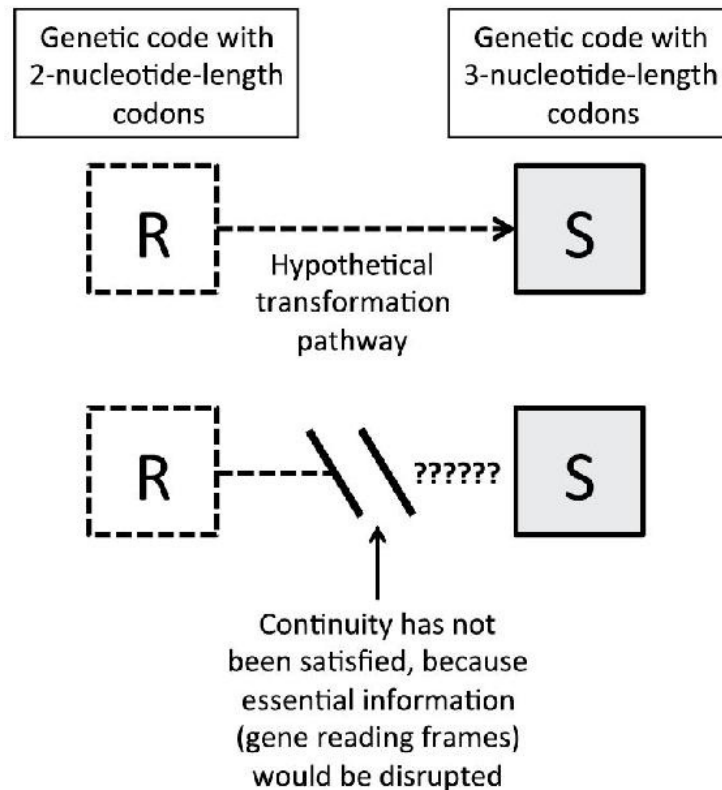 Genetic code with
2-nucleotide-length
codons
Genetic code with
3-nucleotide-length
codons
R
S
Hypothetical
transformation
pathway
R
??????
S
Continuity has not
been satisfied, because
essential information
(gene reading frames)
would be disrupted